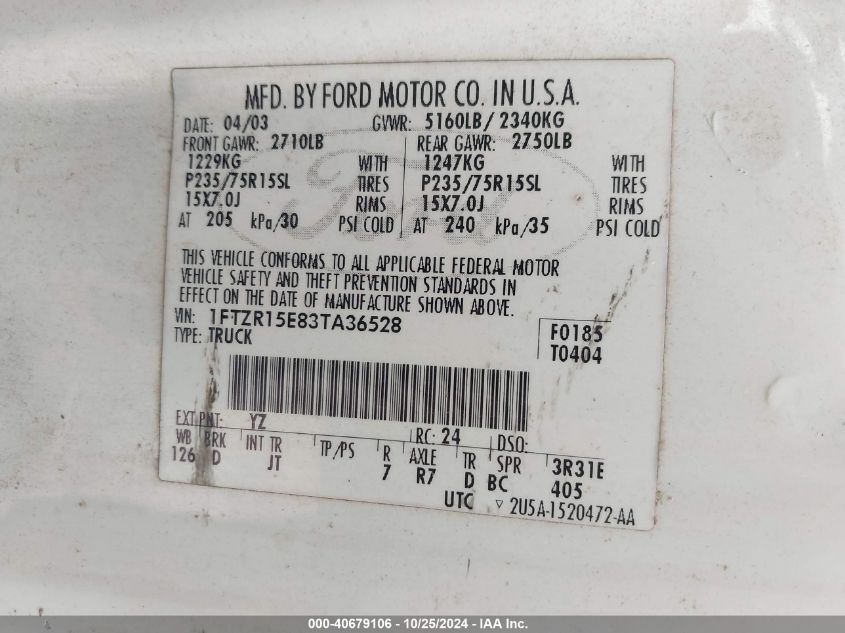 MFD. BY FORD MOTOR CO. IN U.S.A.
DATE: 04/03 GVWR: 5160LB/ 2340KG
FRONT GAWR: 2710LB REAR GAWR: 2750LB
1229KG WITH 1247KG WITH
P235/75R15SL TIRES P235/75R15SL TIRES
15X7.0J RIMS 15X7.0J RIMS
AT 205 kPa/30 PSI COLD AT 240 kPa/35 PSI COLD
Ford
THIS VEHICLE CONFORMS TO ALL APPLICABLE FEDERAL MOTOR
VEHICLE SAFETY AND THEFT PREVENTION STANDARDS IN
EFFECT ON THE DATE OF MANUFACTURE SHOWN ABOVE.
VIN: 1FTZR15E83TA36528 F0185
TYPE: TRUCK T0404
EXT PNT: YZ RC: 24 DSO:
WB BRK INT TR TP/PS R AXLE TR SPR 3R31E
126 D JT 7 R7 D BC 405
UTC ▽ 2U5A-1520472-AA
000-40679106 - 10/25/2024 - IAA Inc.